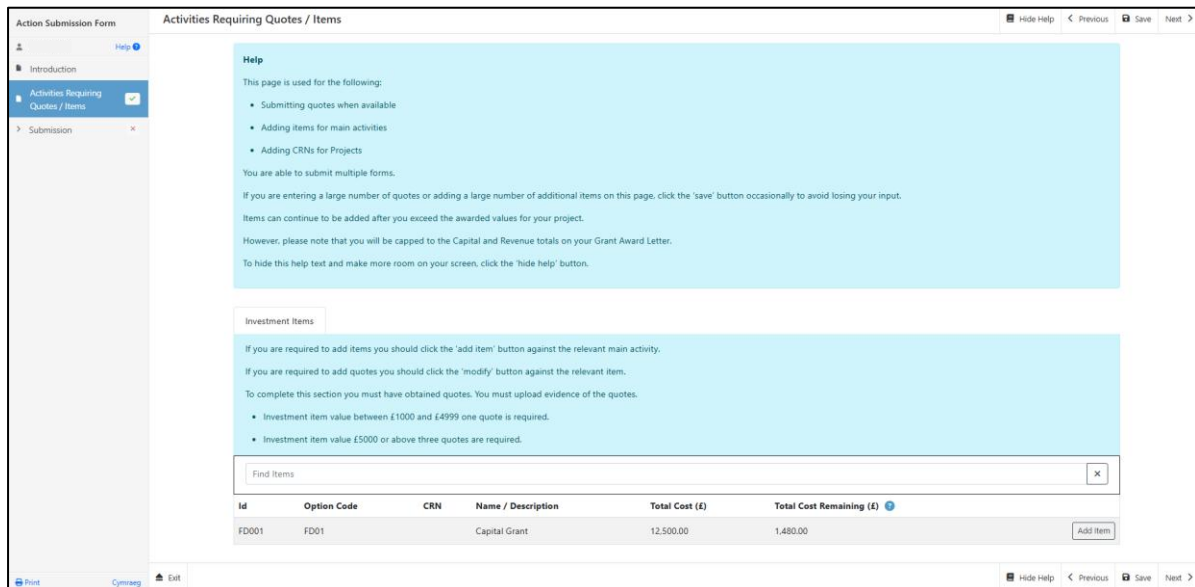 Action Submission Form
Help
Introduction
Activities Requiring
Quotes / Items
Submission
Print
Cymraeg
Activities Requiring Quotes / Items
Hide Help
Previous
Save
Next
Help
This page is used for the following:
Submitting quotes when available
Adding items for main activities
Adding CRNs for Projects
You are able to submit multiple forms.
If you are entering a large number of quotes or adding a large number of additional items on this page, click the 'save' button occasionally to avoid losing your input.
Items can continue to be added after you exceed the awarded values for your project.
However, please note that you will be capped to the Capital and Revenue totals on your Grant Award Letter.
To hide this help text and make more room on your screen, click the 'hide help' button.
Investment Items
If you are required to add items you should click the 'add item' button against the relevant main activity.
If you are required to add quotes you should click the 'modify' button against the relevant item.
To complete this section you must have obtained quotes. You must upload evidence of the quotes.
Investment item value between £1000 and £4999 one quote is required.
Investment item value £5000 or above three quotes are required.
Find Items
Id Option Code CRN Name / Description Total Cost (£) Total Cost Remaining (£)
FD001 FD01 Capital Grant 12,500.00 1,480.00 Add Item
Exit
Hide Help
Previous
Save
Next